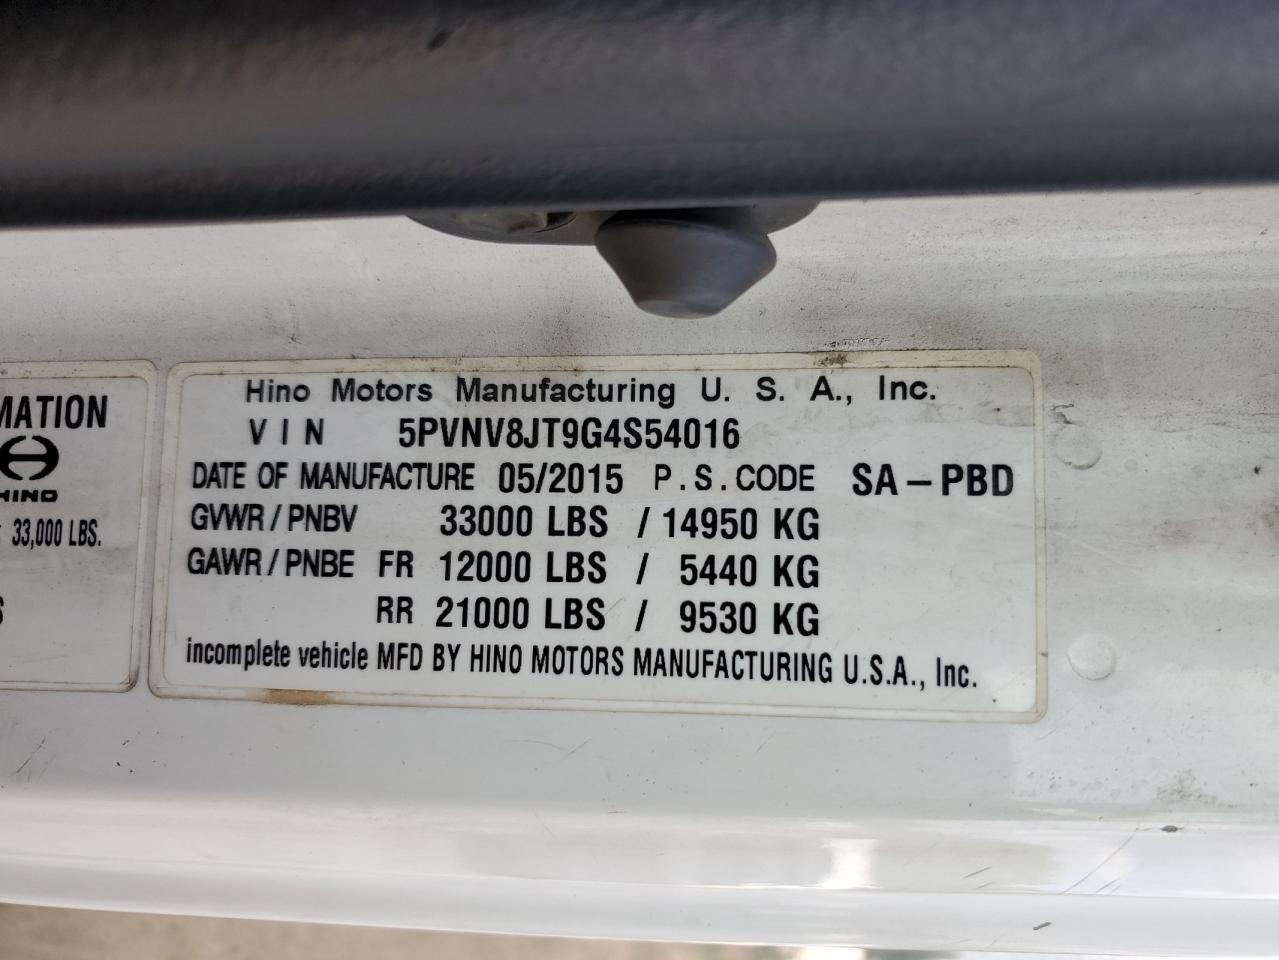 MATION
HINO
33,000 LBS.
S
Hino Motors Manufacturing U. S. A., Inc.
VIN 5PVNV8JT9G4S54016
DATE OF MANUFACTURE 05/2015 P.S.CODE SA-PBD
GVWR/PNBV 33000 LBS / 14950 KG
GAWR/PNBE FR 12000 LBS / 5440 KG
RR 21000 LBS / 9530 KG
incomplete vehicle MFD BY HINO MOTORS MANUFACTURING U.S.A., Inc.